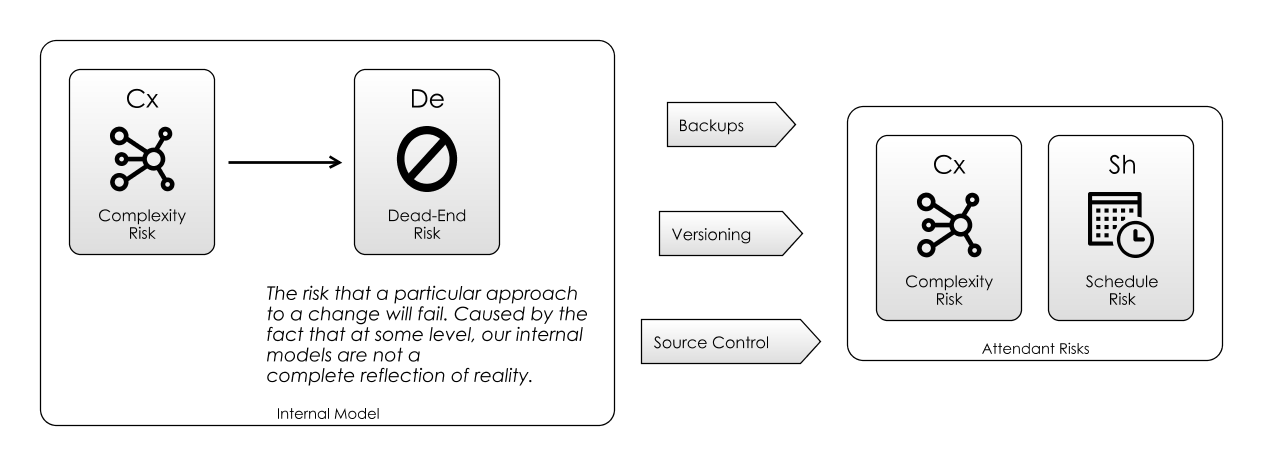 Cx
Complexity
Risk
De
Dead-End
Risk
The risk that a particular approach
to a change will fail. Caused by the
fact that at some level, our internal
models are not a
complete reflection of reality.
Internal Model
Backups
Versioning
Source Control
Cx
Complexity
Risk
Sh
Schedule
Risk
Attendant Risks